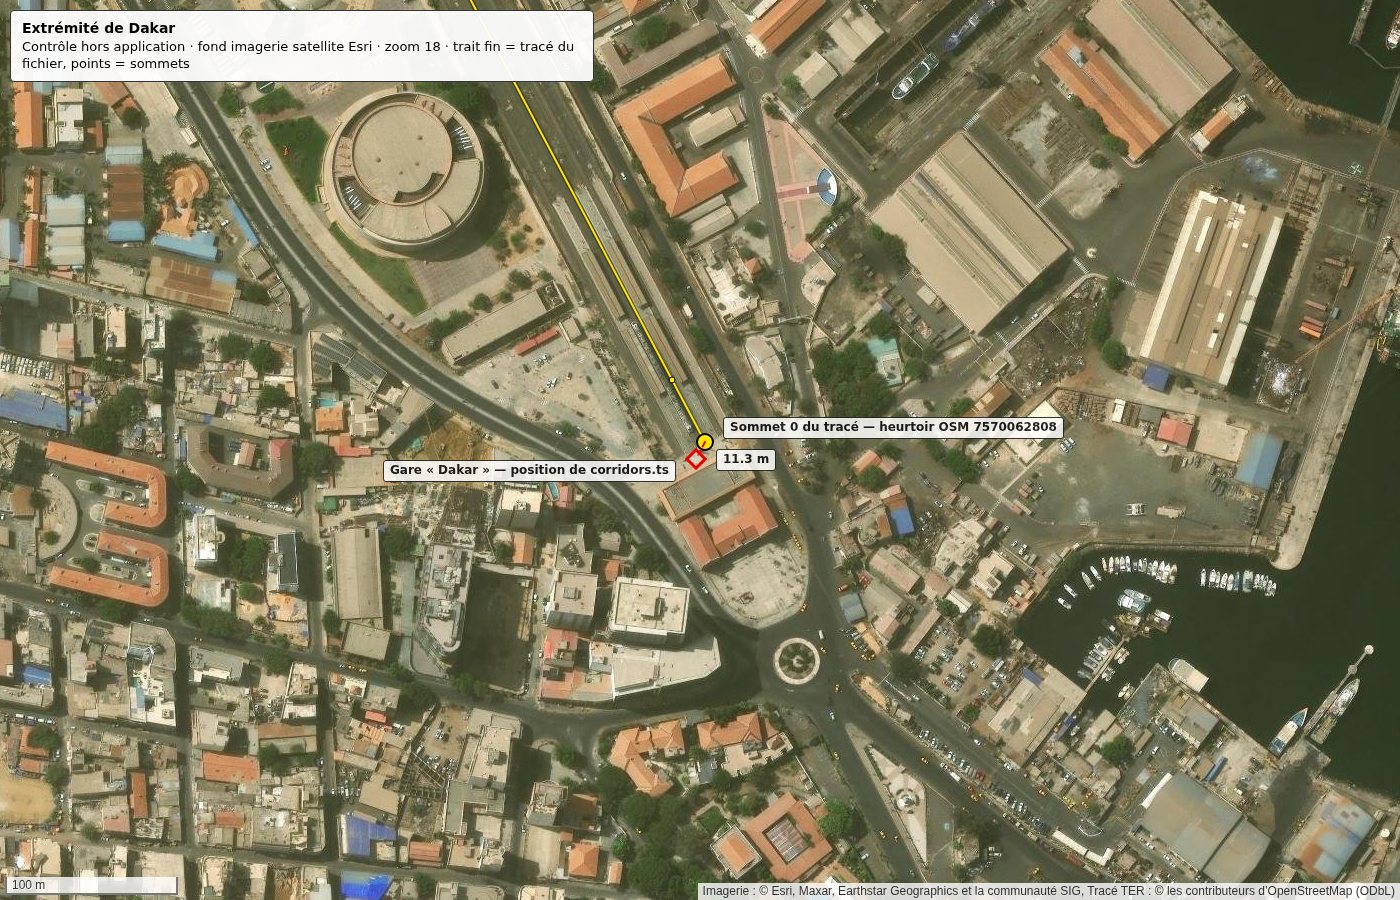 Extrémité de Dakar
Contrôle hors application · fond imagerie satellite Esri · zoom 18 · trait fin = tracé du
fichier, points = sommets
Sommet 0 du tracé — heurtoir OSM 7570062808
11.3 m
Gare « Dakar » — position de corridors.ts
100 m
Imagerie : © Esri, Maxar, Earthstar Geographics et la communauté SIG, Tracé TER : © les contributeurs d'OpenStreetMap (ODbL)